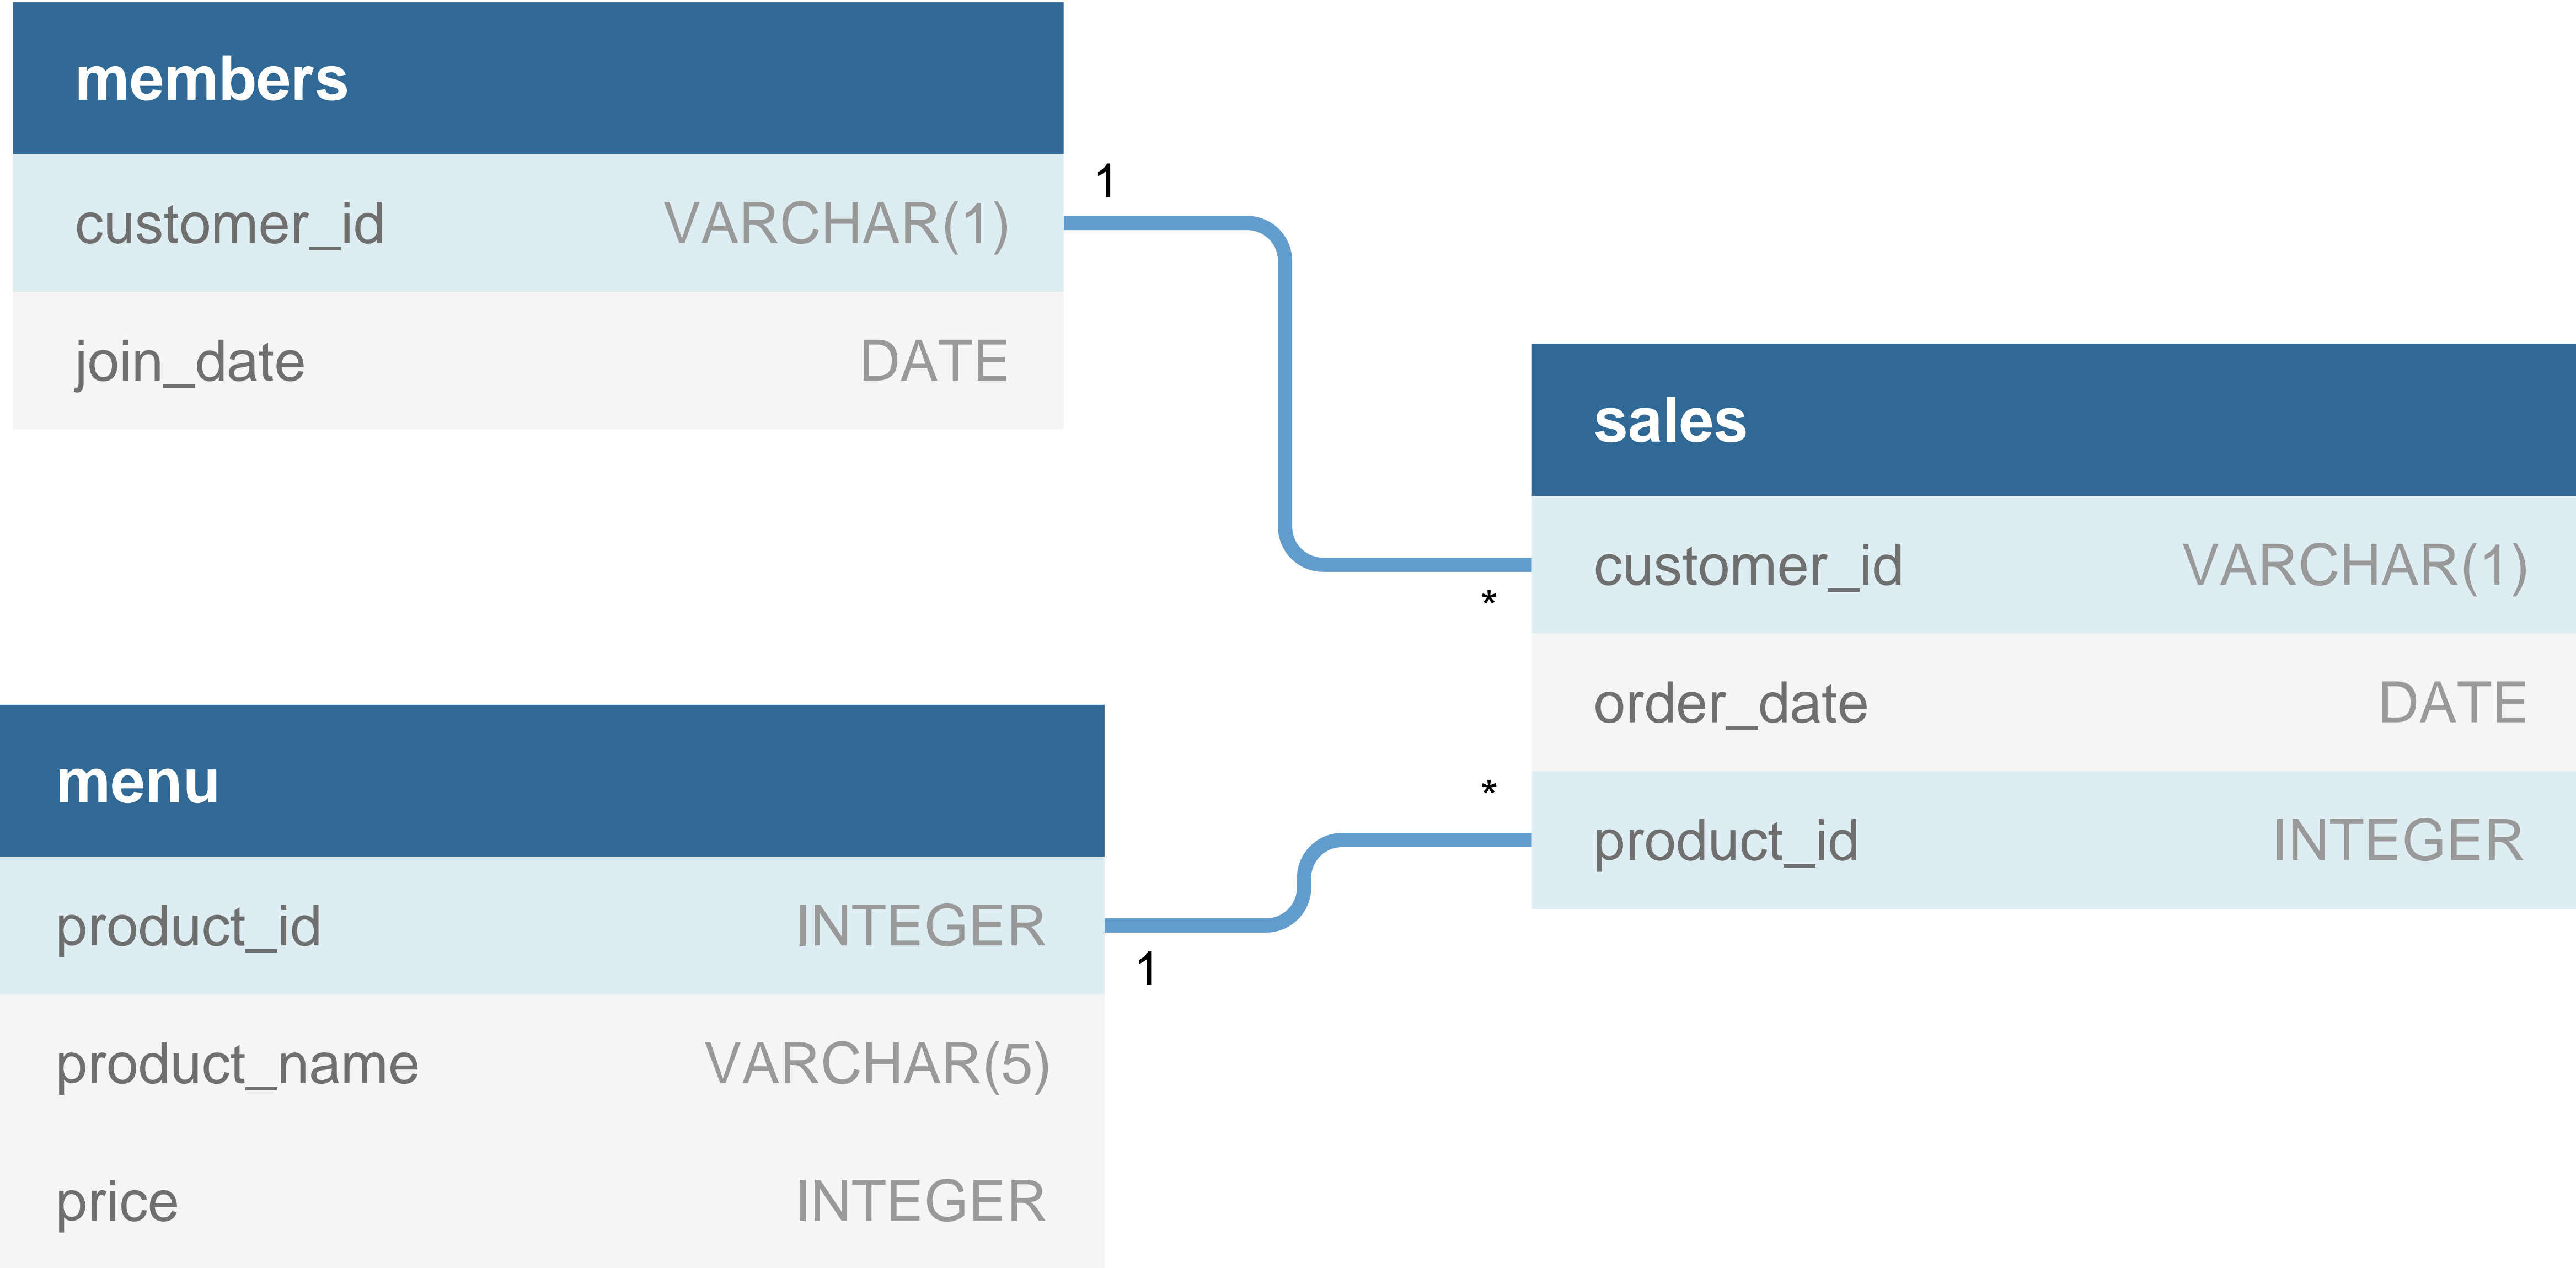 members
customer_id VARCHAR(1)
join_date DATE
1
*
sales
customer_id VARCHAR(1)
order_date DATE
product_id INTEGER
*
1
menu
product_id INTEGER
product_name VARCHAR(5)
price INTEGER